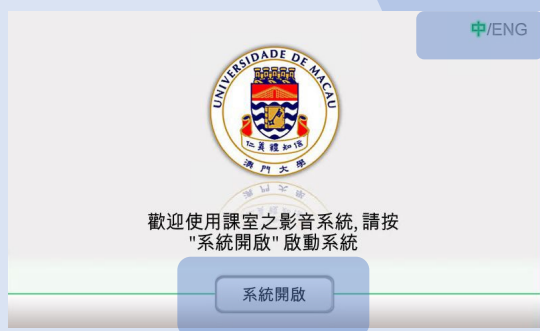 中/ENG
UNIVERSIDADE DE MACAU
仁義禮知信
澳門大學
歡迎使用課室之影音系統, 請按
"系統開啟" 啟動系統
系統開啟